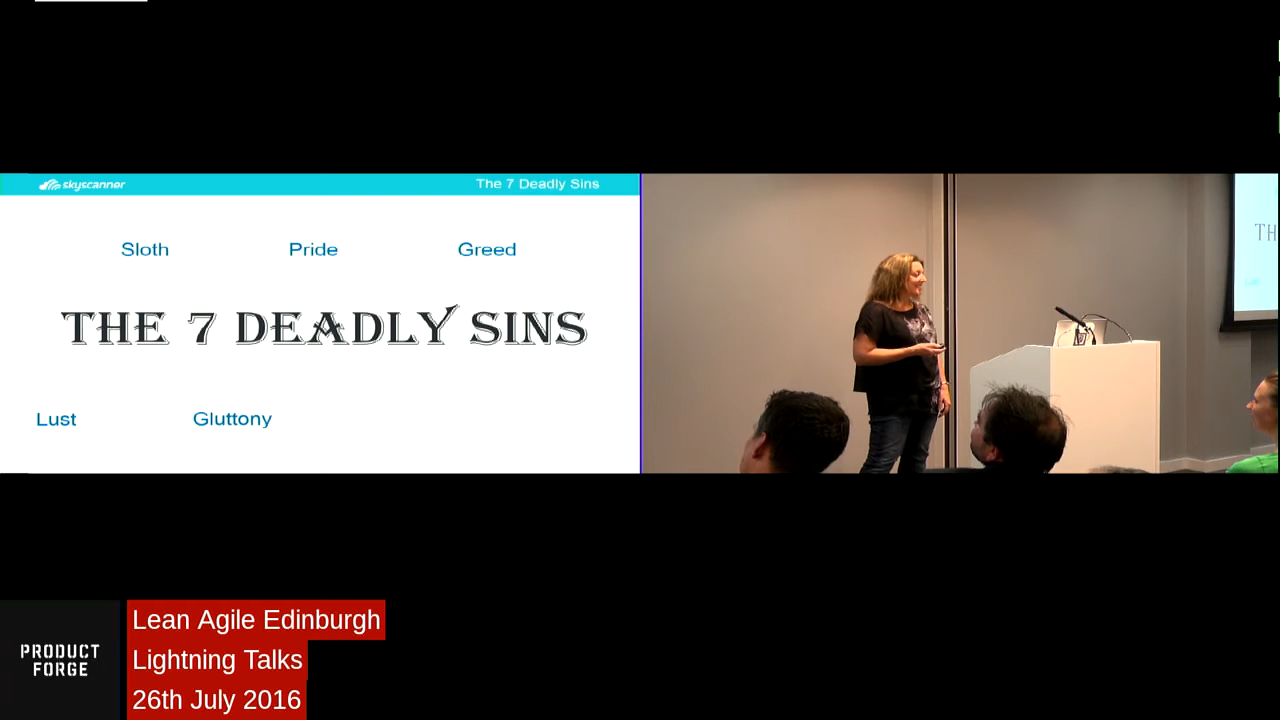 skyscanner
The 7 Deadly Sins
Sloth
Pride
Greed
THE 7 DEADLY SINS
Lust
Gluttony
TH
PRODUCT
FORGE
Lean Agile Edinburgh
Lightning Talks
26th July 2016